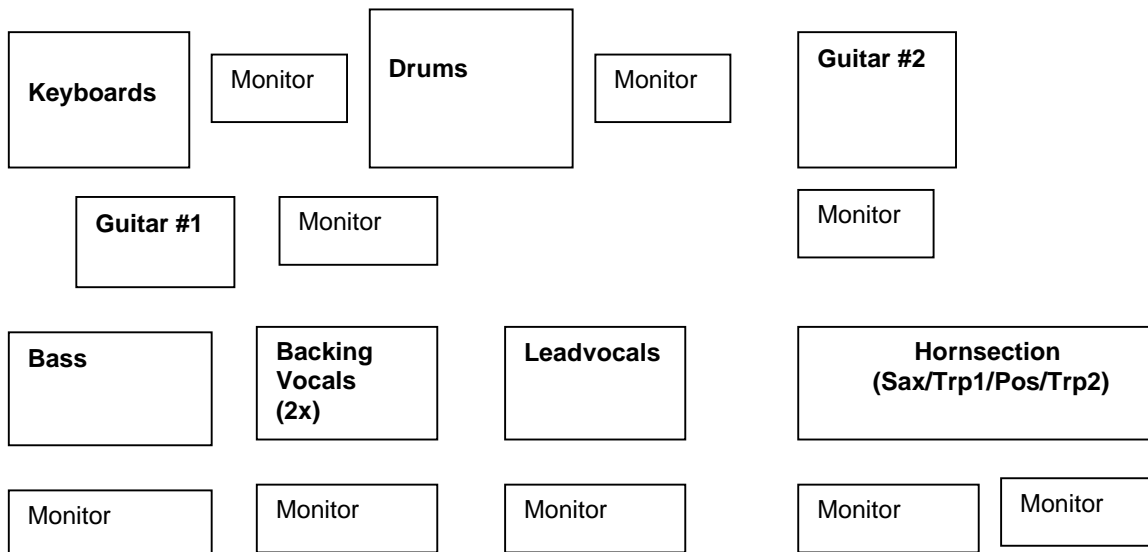 Keyboards
Monitor
Drums
Monitor
Guitar #2
Guitar #1
Monitor
Monitor
Bass
Backing
Vocals
(2x)
Leadvocals
Hornsection
(Sax/Trp1/Pos/Trp2)
Monitor
Monitor
Monitor
Monitor
Monitor